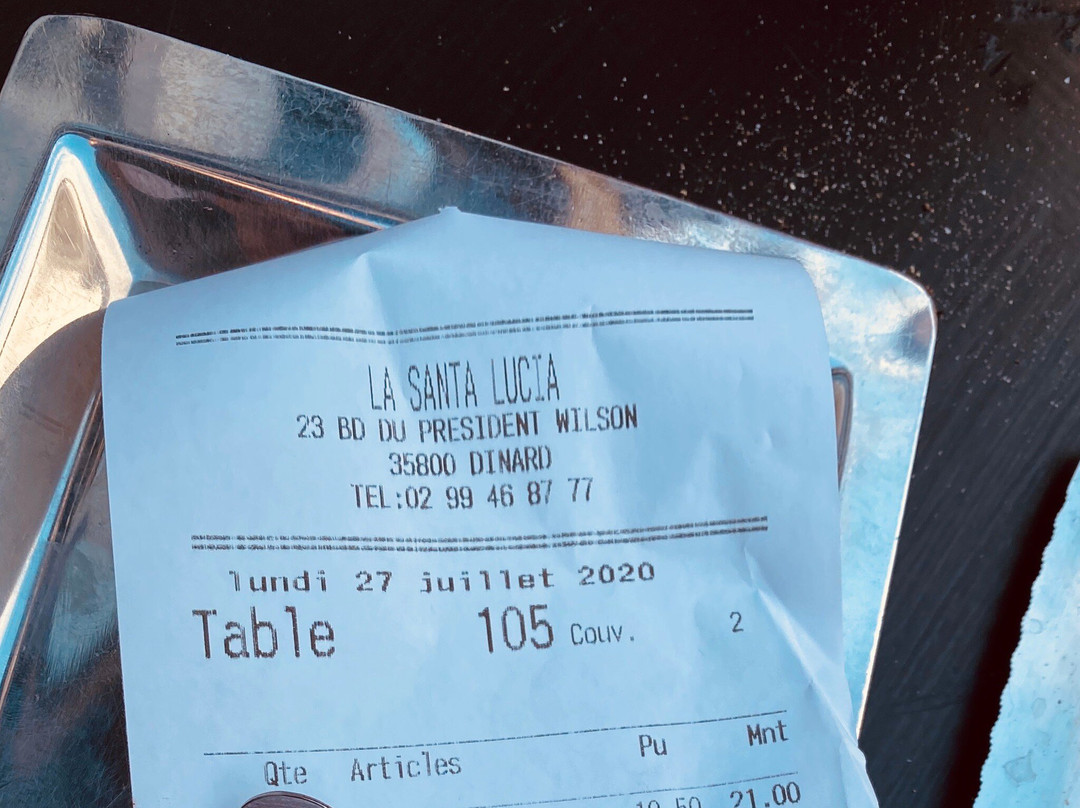 LA SANTA LUCIA
23 BD DU PRESIDENT WILSON
35800 DINARD
TEL:02 99 46 87 77
lundi 27 juillet 2020
Table 105 Couv. 2
Qte Articles Pu Mnt
21.00